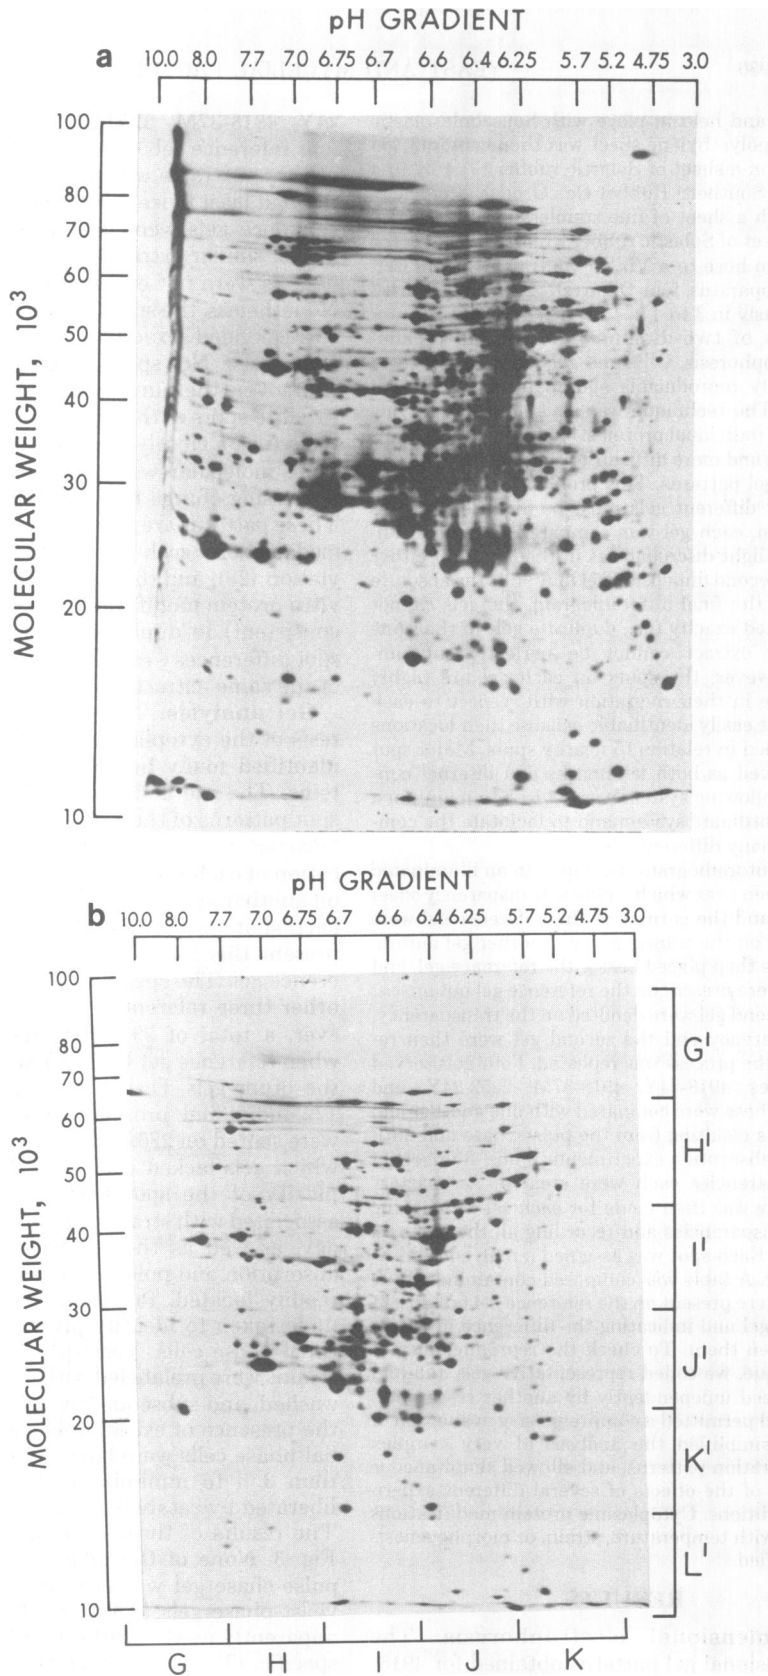 pH GRADIENT
a 10.0 8.0 7.7 7.0 6.75 6.7 6.6 6.4 6.25 5.7 5.2 4.75 3.0
100
80
70
60
50
40
30
20
10
MOLECULAR WEIGHT, 10³
pH GRADIENT
b 10.0 8.0 7.7 7.0 6.75 6.7 6.6 6.4 6.25 5.7 5.2 4.75 3.0
100
80
70
60
50
40
30
20
10
MOLECULAR WEIGHT, 10³
G'
H'
I'
J'
K'
L'
G H I J K